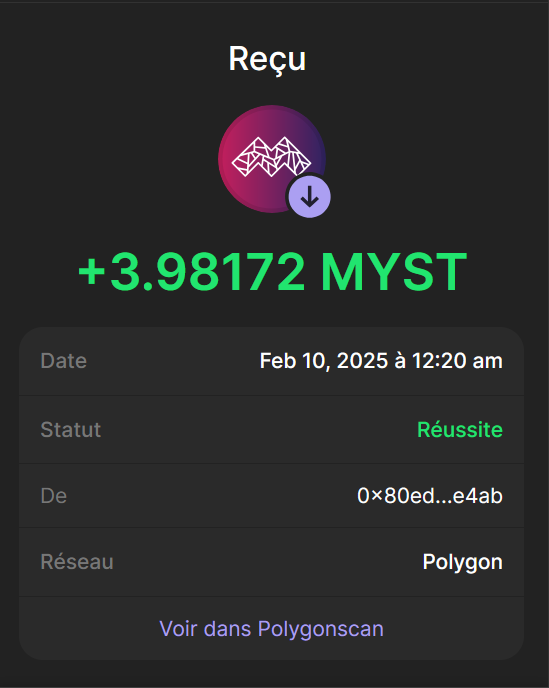 Reçu
+3.98172 MYST
Date Feb 10, 2025 à 12:20 am
Statut Réussite
De 0×80ed...e4ab
Réseau Polygon
Voir dans Polygonscan